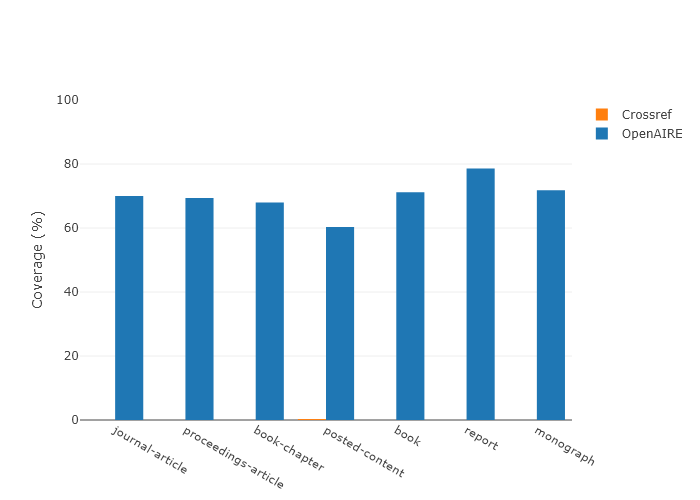 100
80
60
40
20
0
Coverage (%)
journal-article
proceedings-article
book-chapter
posted-content
book
report
monograph
Crossref
OpenAIRE